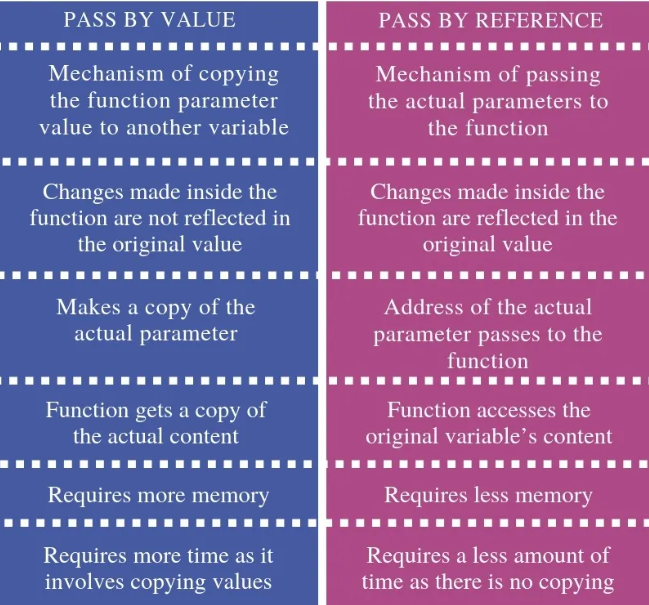 PASS BY VALUE
PASS BY REFERENCE
Mechanism of copying
the function parameter
value to another variable
Mechanism of passing
the actual parameters to
the function
Changes made inside the
function are not reflected in
the original value
Changes made inside the
function are reflected in the
original value
Makes a copy of the
actual parameter
Address of the actual
parameter passes to the
function
Function gets a copy of
the actual content
Function accesses the
original variable’s content
Requires more memory
Requires less memory
Requires more time as it
involves copying values
Requires a less amount of
time as there is no copying